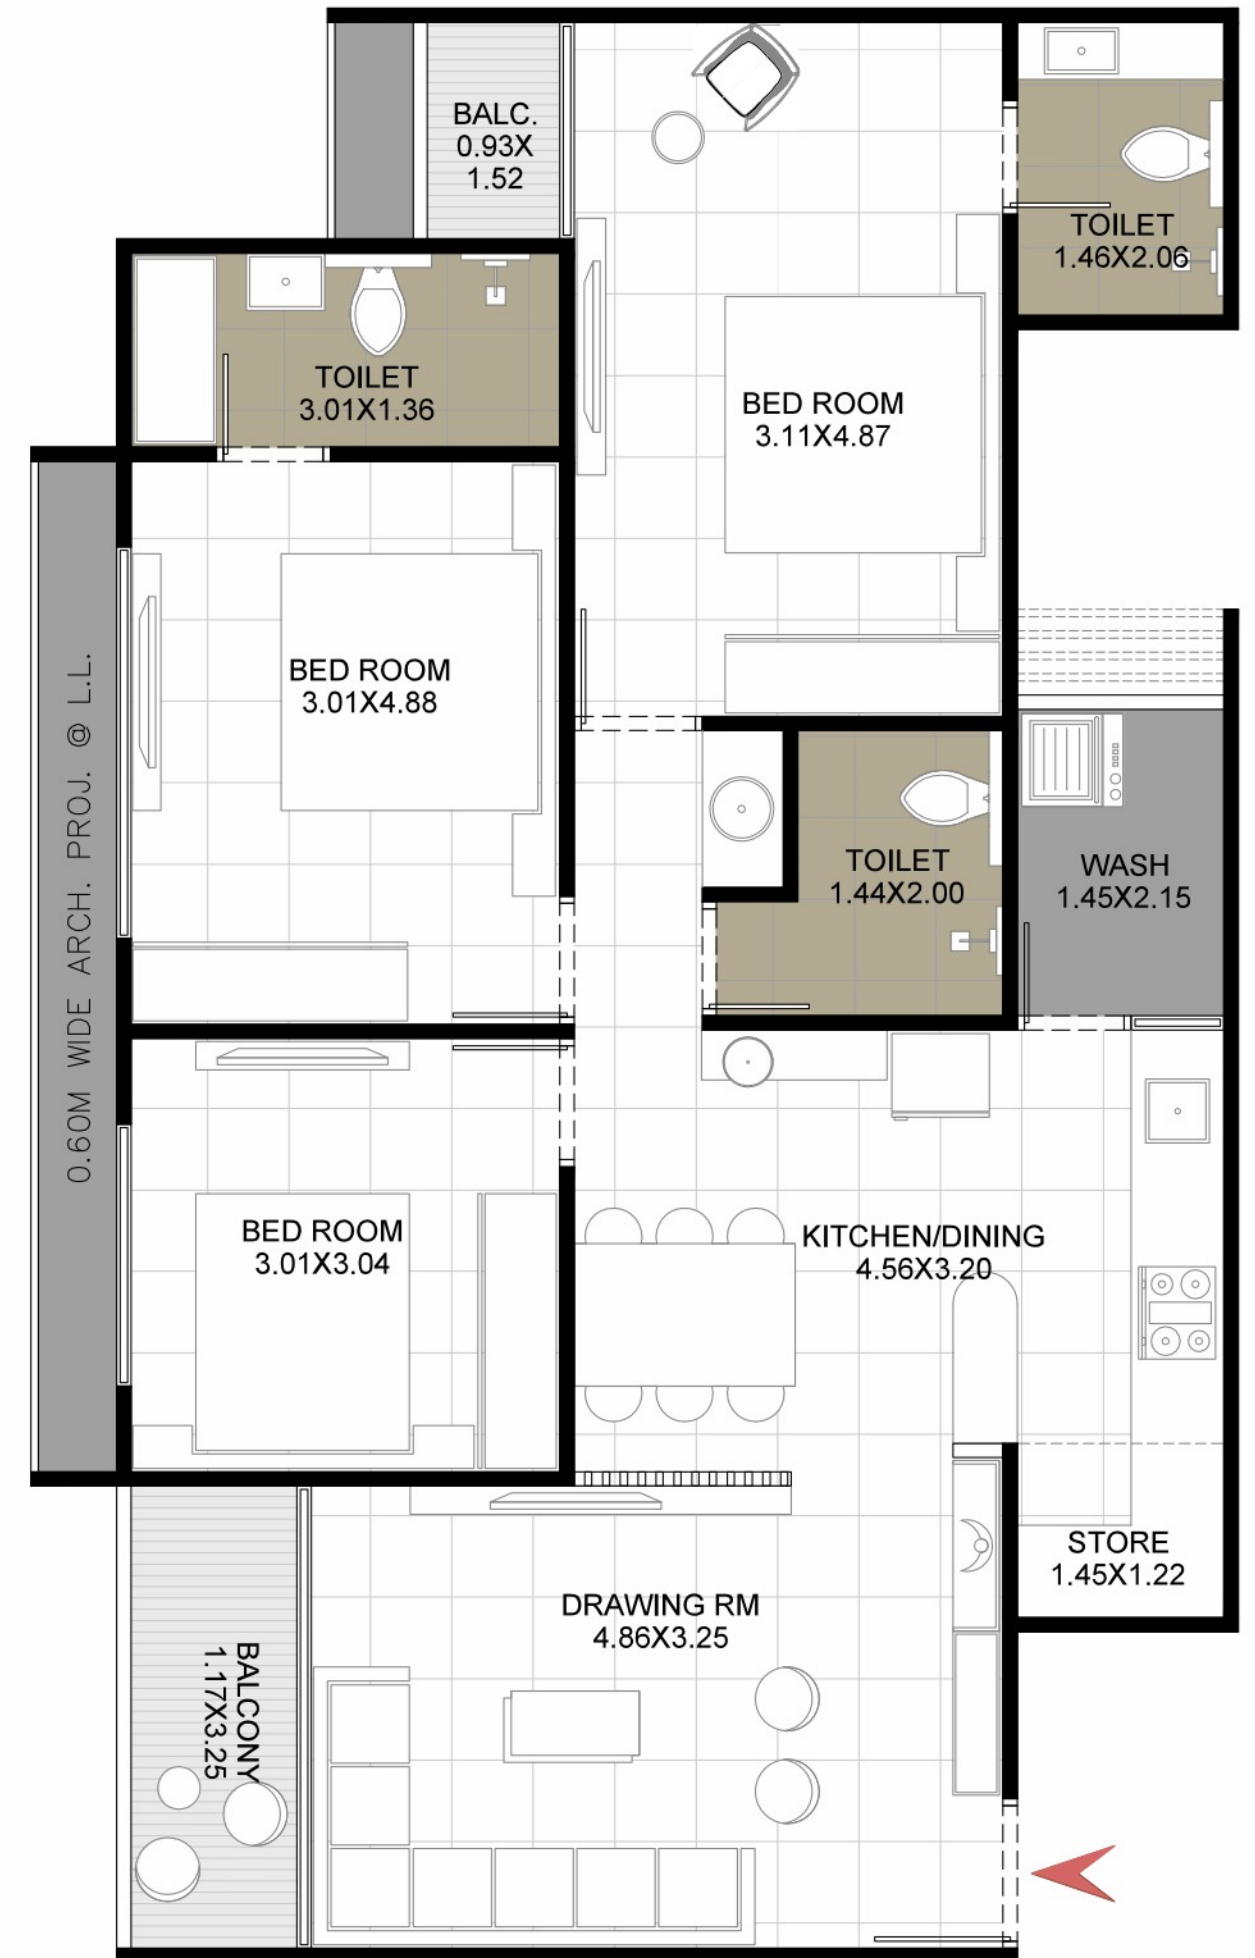 BALC.
0.93X
1.52
TOILET
1.46X2.06
TOILET
3.01X1.36
BED ROOM
3.11X4.87
BED ROOM
3.01X4.88
0.60M WIDE ARCH. PROJ. @ L.L.
TOILET
1.44X2.00
WASH
1.45X2.15
BED ROOM
3.01X3.04
KITCHEN/DINING
4.56X3.20
STORE
1.45X1.22
DRAWING RM
4.86X3.25
BALCONY
1.17X3.25